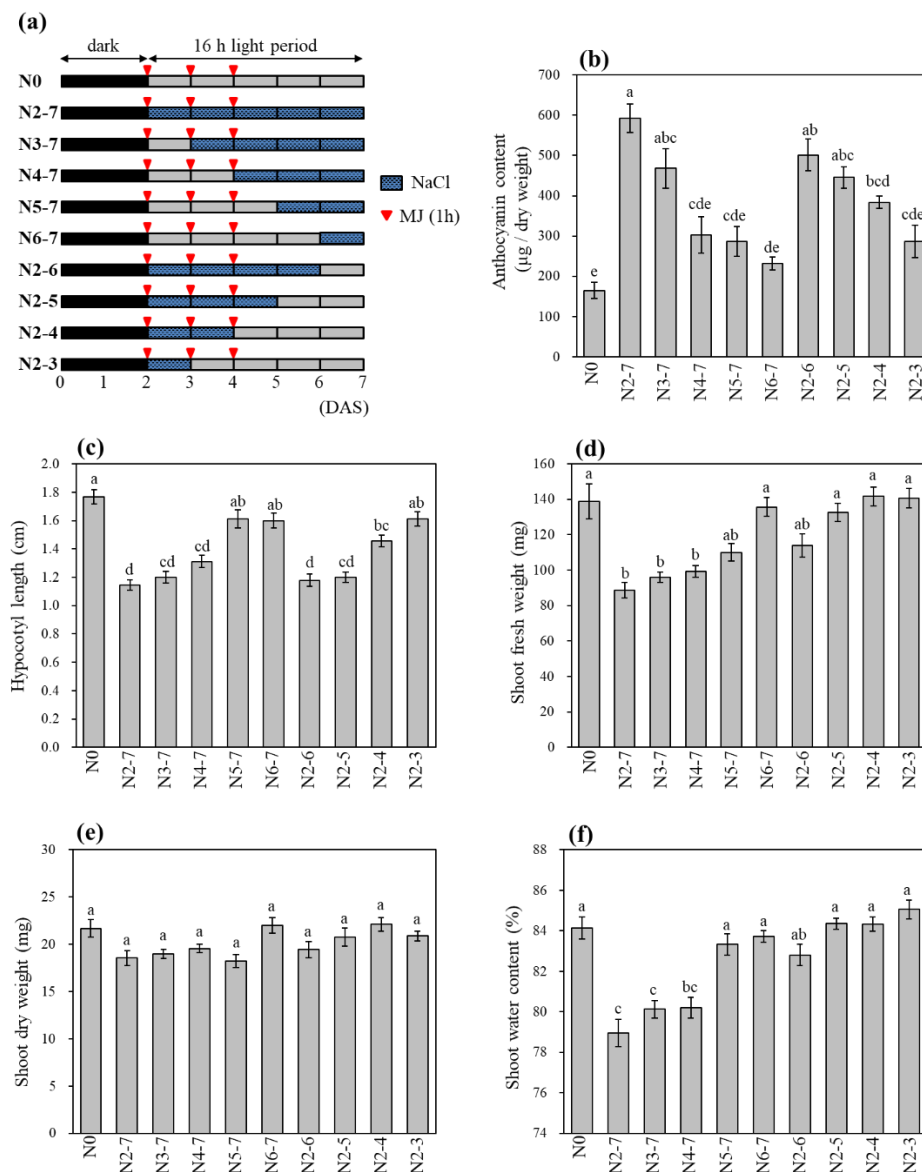 (a)
dark 16 h light period
N0
N2-7
N3-7
N4-7
N5-7
N6-7
N2-6
N2-5
N2-4
N2-3
0 1 2 3 4 5 6 7
(DAS)
NaCl
MJ (1h)
(b)
Anthocyanin content
(µg / dry weight)
700
600
500
400
300
200
100
0
e a abc cde cde de ab abc bcd cde
N0 N2-7 N3-7 N4-7 N5-7 N6-7 N2-6 N2-5 N2-4 N2-3
(c)
Hypocotyl length (cm)
2.0
1.8
1.6
1.4
1.2
1.0
0.8
0.6
0.4
0.2
0.0
a d cd cd ab ab d cd bc ab
N0 N2-7 N3-7 N4-7 N5-7 N6-7 N2-6 N2-5 N2-4 N2-3
(d)
Shoot fresh weight (mg)
160
140
120
100
80
60
40
20
0
a b b b ab a ab a a a
N0 N2-7 N3-7 N4-7 N5-7 N6-7 N2-6 N2-5 N2-4 N2-3
(e)
Shoot dry weight (mg)
30
20
10
0
a a a a a a a a a a
N0 N2-7 N3-7 N4-7 N5-7 N6-7 N2-6 N2-5 N2-4 N2-3
(f)
Shoot water content (%)
88
86
84
82
80
78
76
74
a c c bc a a ab a a a
N0 N2-7 N3-7 N4-7 N5-7 N6-7 N2-6 N2-5 N2-4 N2-3